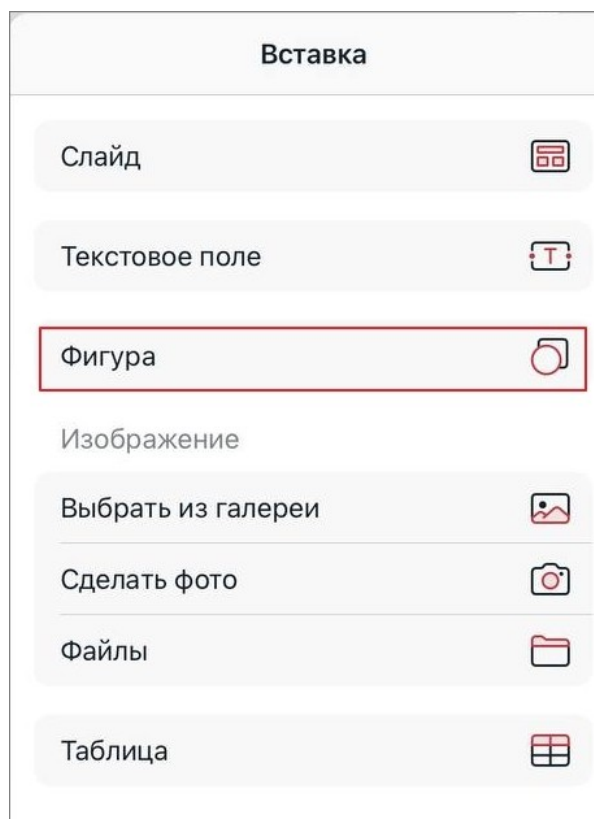 Вставка
Слайд
Текстовое поле
T
Фигура
Изображение
Выбрать из галереи
Сделать фото
Файлы
Таблица